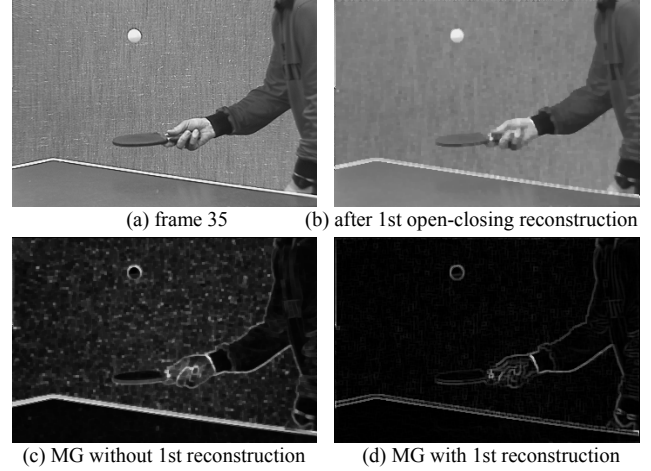 (a) frame 35
(b) after 1st open-closing reconstruction
(c) MG without 1st reconstruction
(d) MG with 1st reconstruction